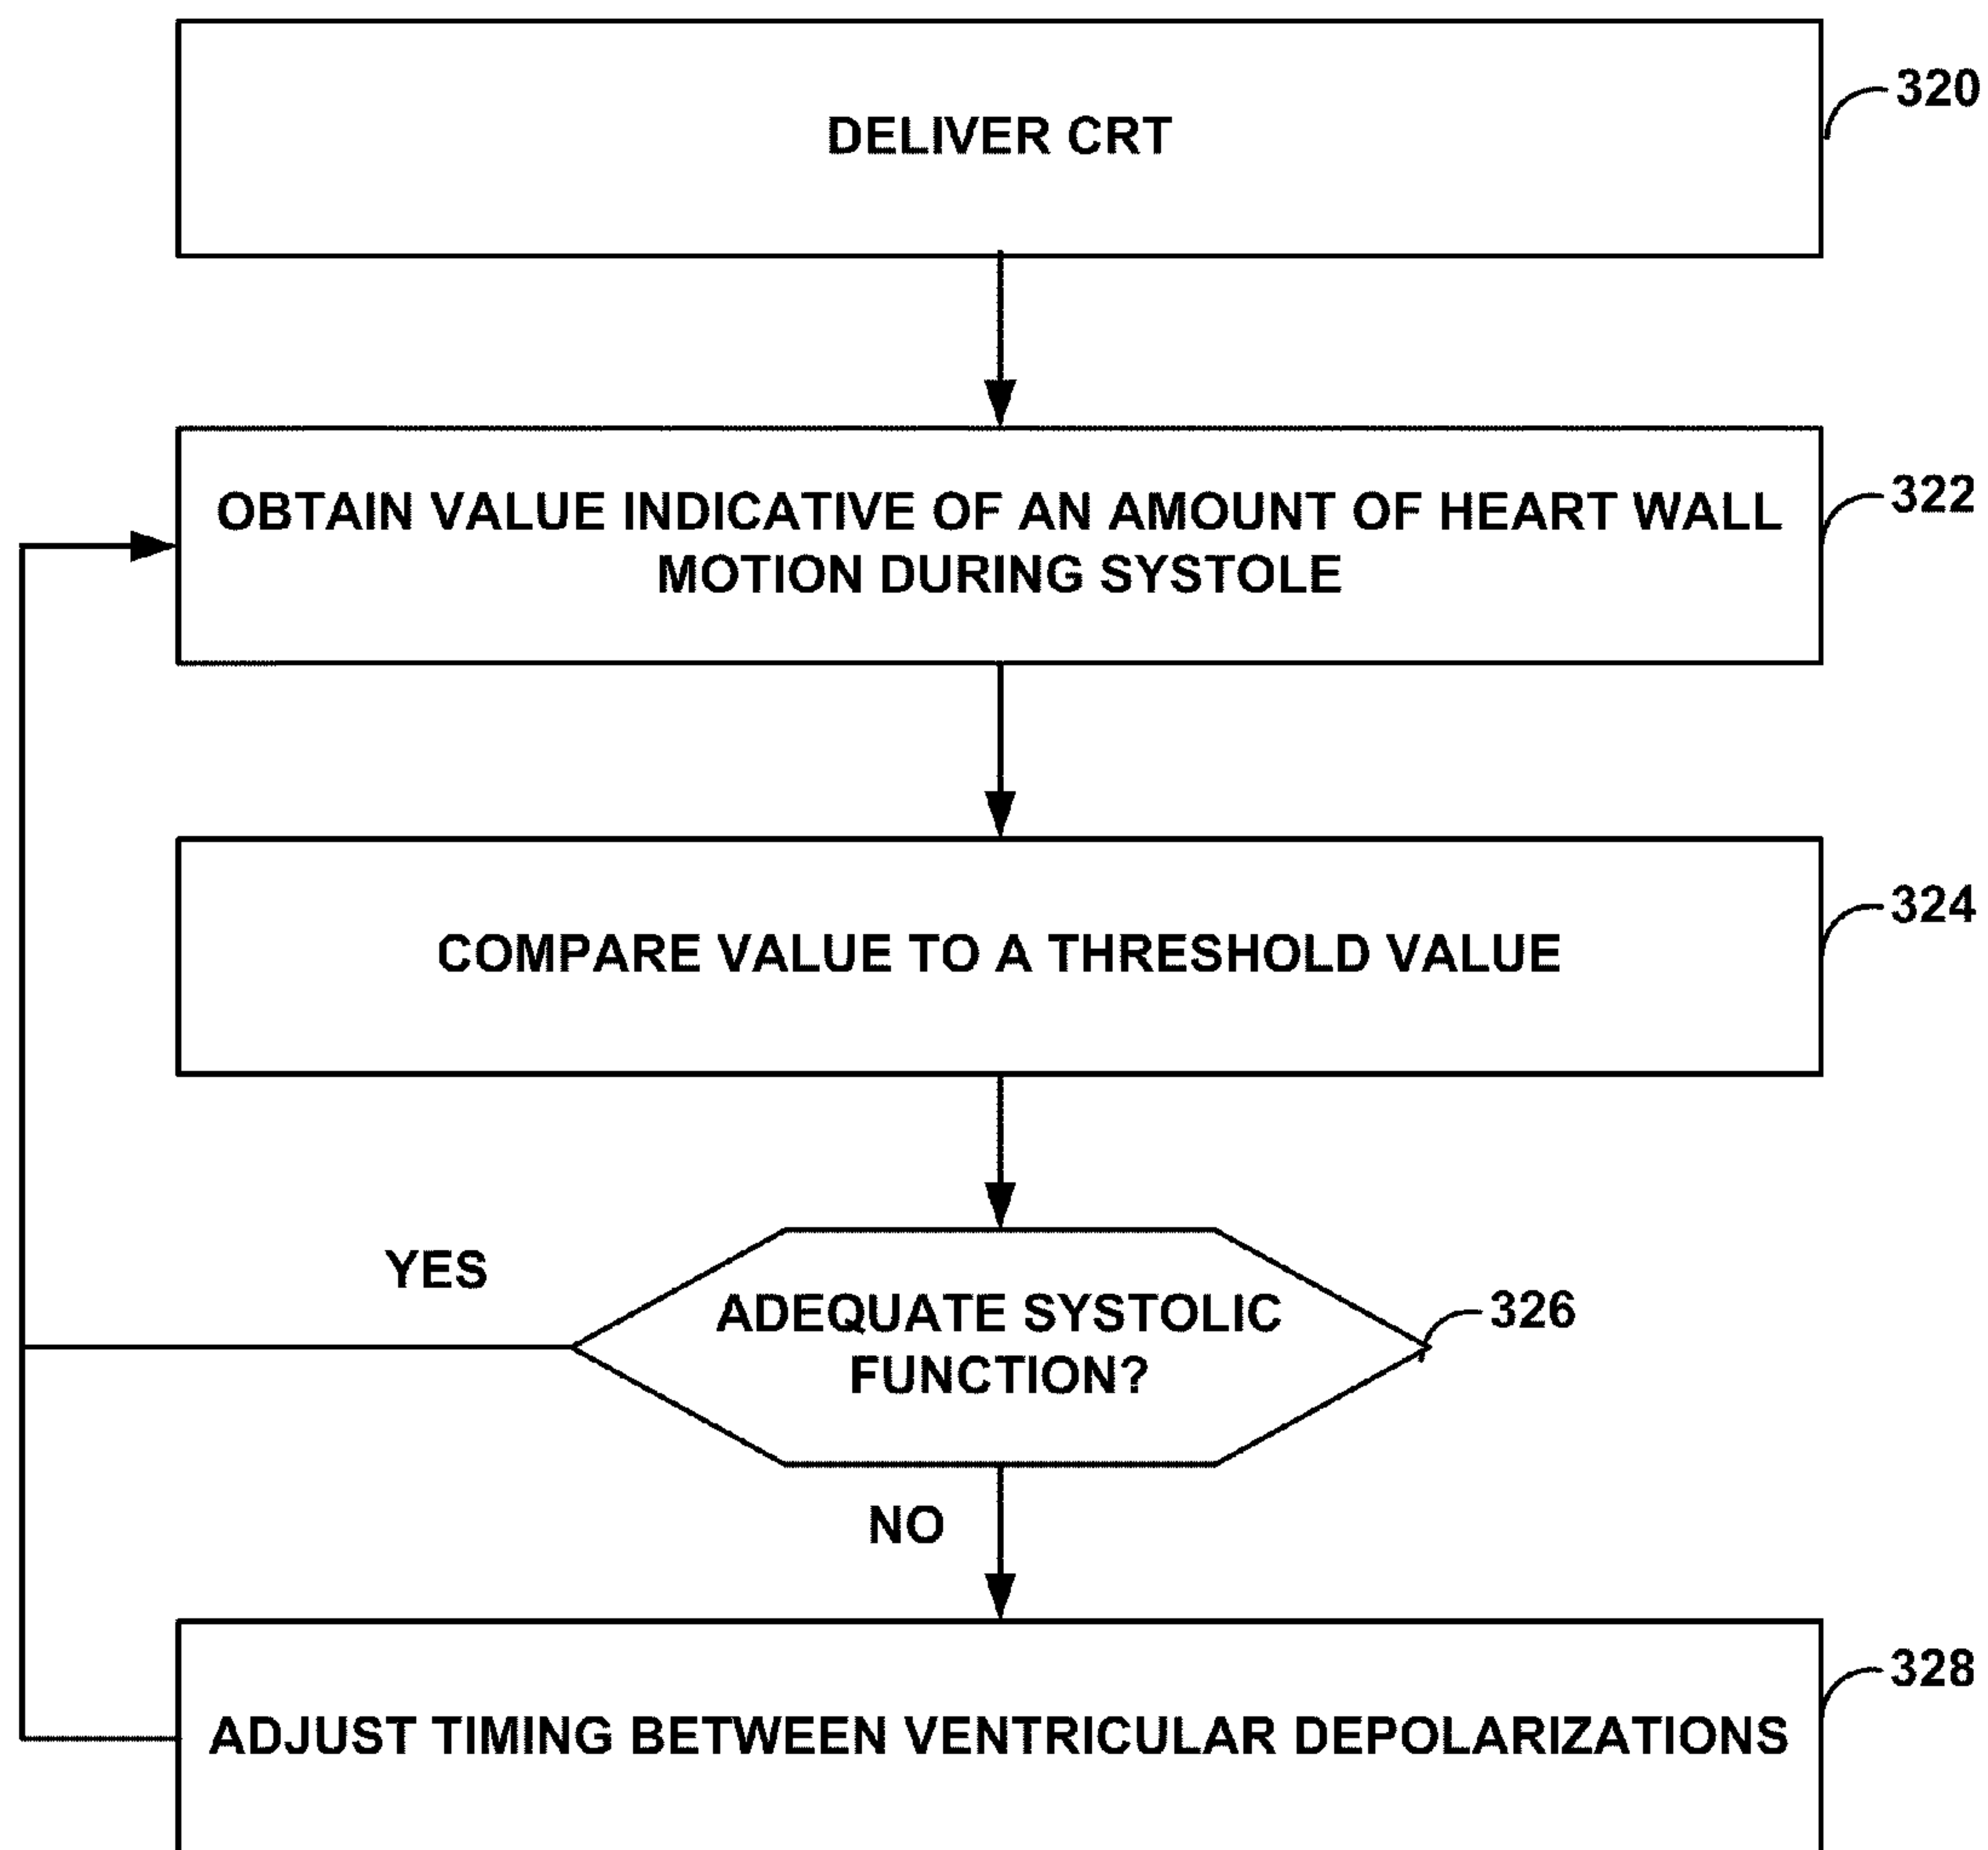 DELIVER CRT
320
OBTAIN VALUE INDICATIVE OF AN AMOUNT OF HEART WALL
MOTION DURING SYSTOLE
322
COMPARE VALUE TO A THRESHOLD VALUE
324
YES
ADEQUATE SYSTOLIC
FUNCTION?
326
NO
ADJUST TIMING BETWEEN VENTRICULAR DEPOLARIZATIONS
328